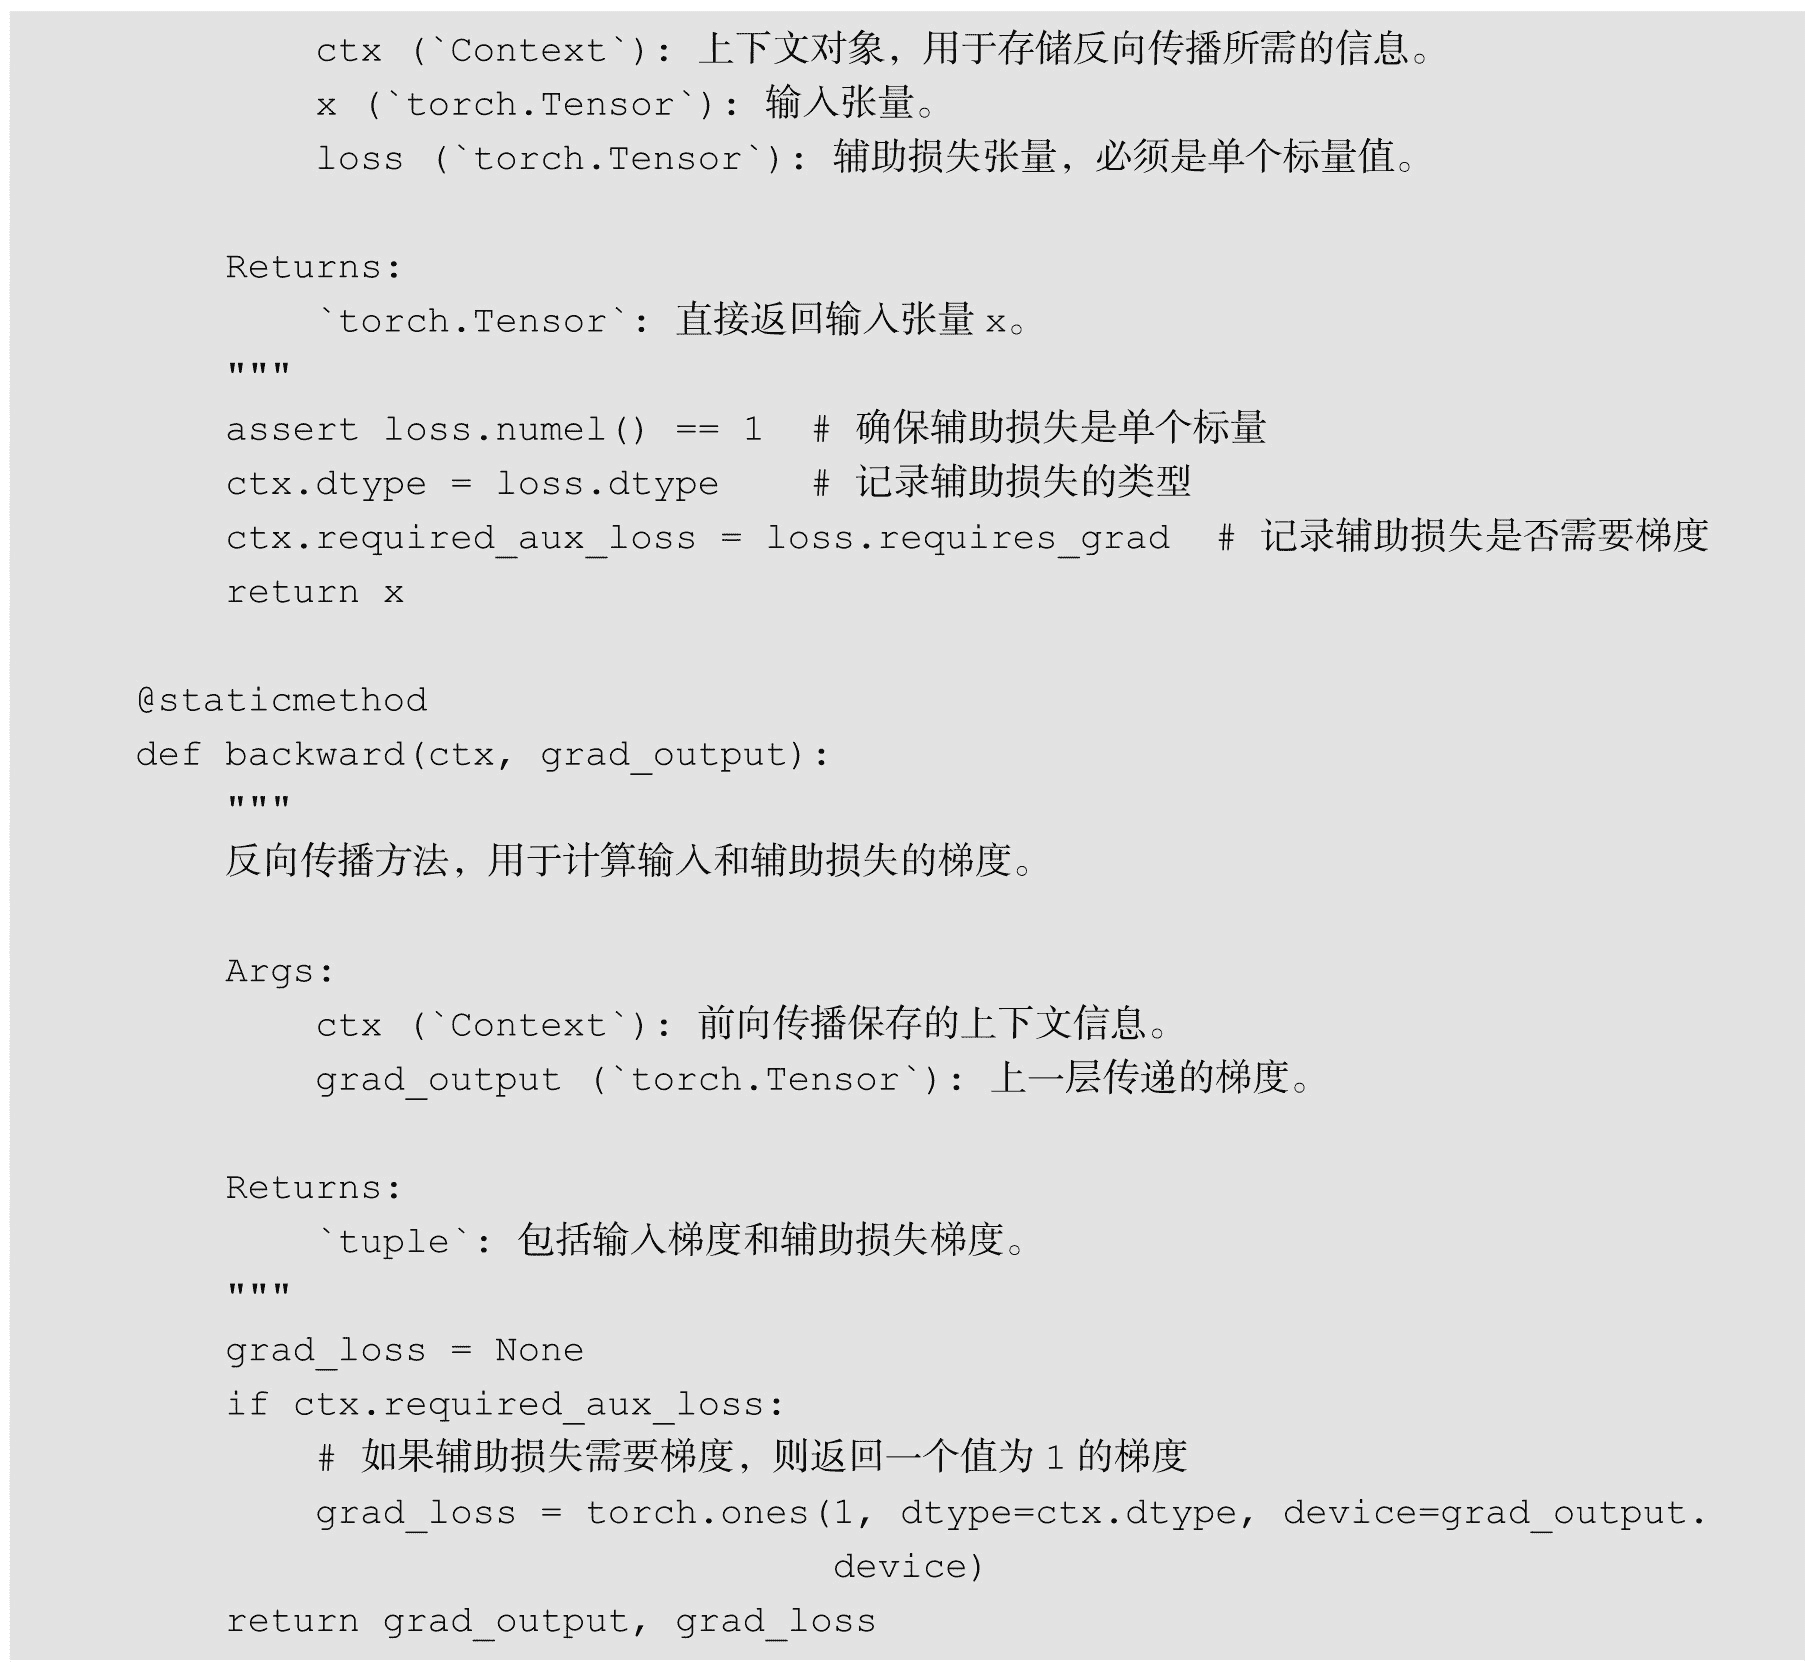 ctx (`Context`): 上下文对象，用于存储反向传播所需的信息。
x (`torch.Tensor`): 输入张量。
loss (`torch.Tensor`): 辅助损失张量，必须是单个标量值。
Returns:
`torch.Tensor`: 直接返回输入张量 x。
"""
assert loss.numel() == 1  # 确保辅助损失是单个标量
ctx.dtype = loss.dtype    # 记录辅助损失的类型
ctx.required_aux_loss = loss.requires_grad  # 记录辅助损失是否需要梯度
return x
@staticmethod
def backward(ctx, grad_output):
"""
反向传播方法，用于计算输入和辅助损失的梯度。
Args:
ctx (`Context`): 前向传播保存的上下文信息。
grad_output (`torch.Tensor`): 上一层传递的梯度。
Returns:
`tuple`: 包括输入梯度和辅助损失梯度。
"""
grad_loss = None
if ctx.required_aux_loss:
# 如果辅助损失需要梯度，则返回一个值为 1 的梯度
grad_loss = torch.ones(1, dtype=ctx.dtype, device=grad_output.
device)
return grad_output, grad_loss